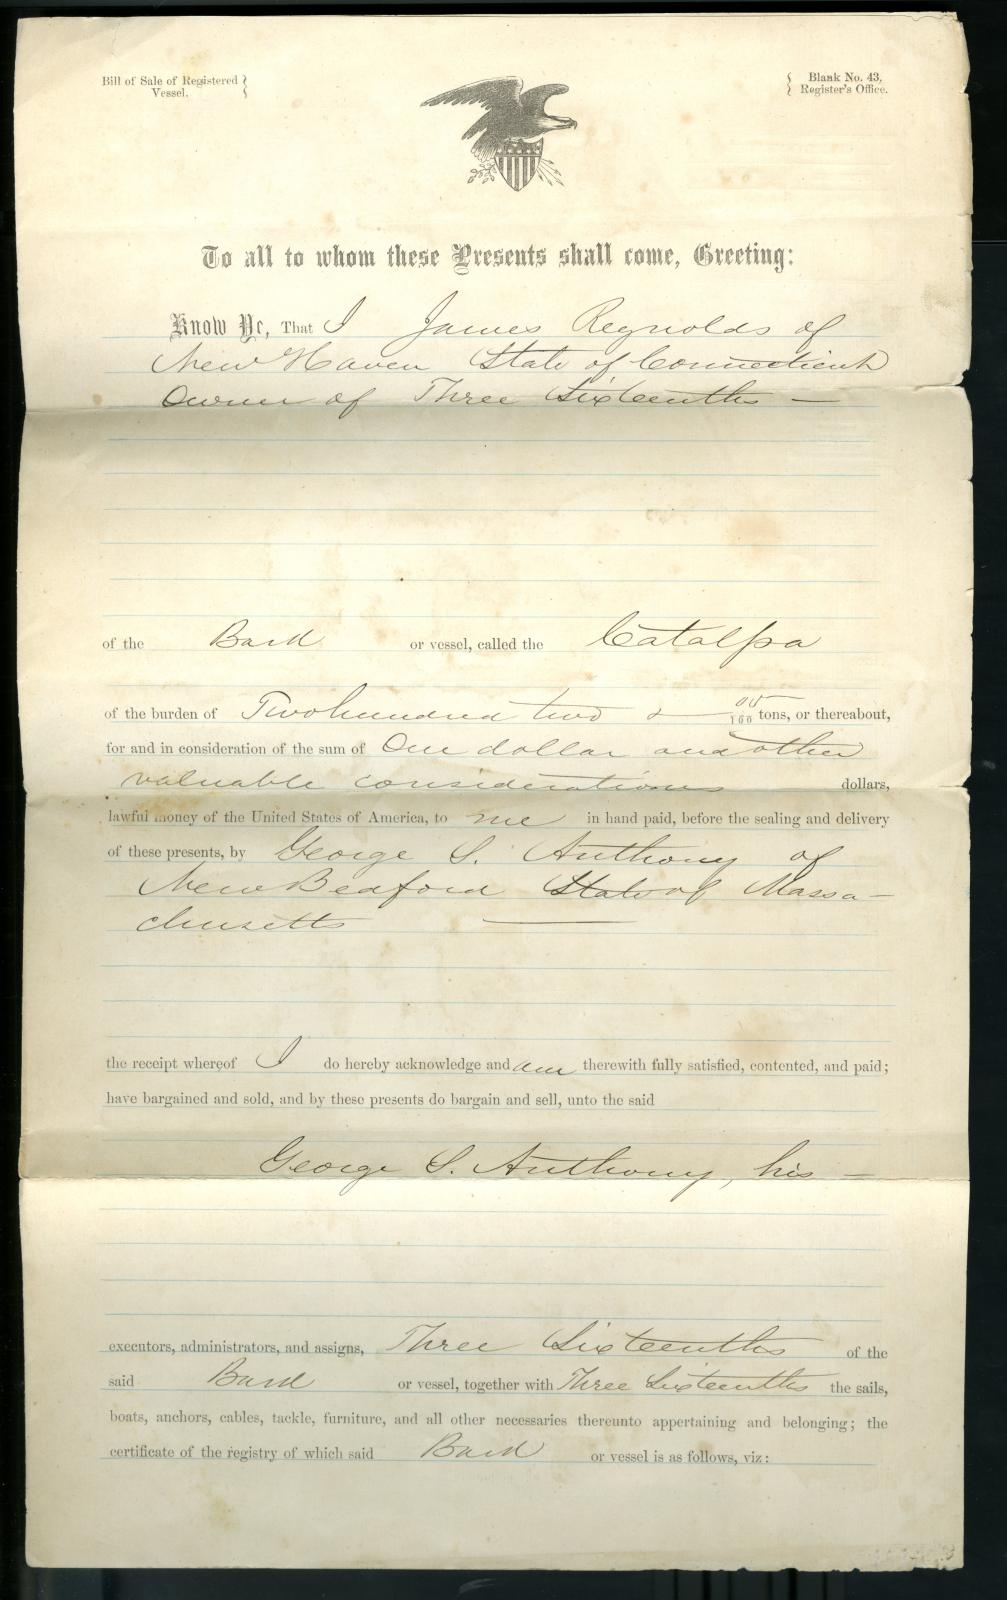 Bill of Sale of Registered
Vessel.
Blank No. 43,
Register's Office.
To all to whom these Presents shall come, Greeting:
Know Ye, That I James Reynolds of
New Haven State of Connecticut
Owner of Three Sixteenths —
of the Bark or vessel, called the Catalpa
of the burden of Two hundred two & — 00/100 tons, or thereabout,
for and in consideration of the sum of One dollar and other
valuable considerations dollars,
lawful money of the United States of America, to me in hand paid, before the sealing and delivery
of these presents, by George S. Anthony of
New Bedford State of Massa-
chusetts —
the receipt whereof I do hereby acknowledge and am therewith fully satisfied, contented, and paid;
have bargained and sold, and by these presents do bargain and sell, unto the said
George S. Anthony, his —
executors, administrators, and assigns, Three Sixteenths of the
said Bark or vessel, together with Three Sixteenths the sails,
boats, anchors, cables, tackle, furniture, and all other necessaries thereunto appertaining and belonging; the
certificate of the registry of which said Bark or vessel is as follows, viz: